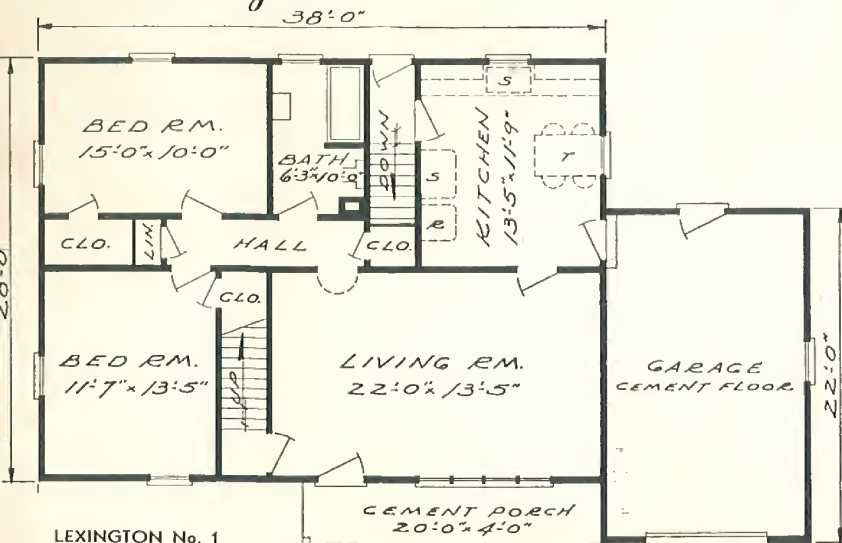 38'-0"
BED RM.
15'-0" x 10'-0"
BATH
6'-3" x 10'-0"
DOWN
S
T
KITCHEN
13'-5" x 11'-9"
S
R
CLO.
LIN.
HALL
CLO.
CLO.
BED RM.
11'-7" x 13'-5"
UP
LIVING RM.
22'-0" x 13'-5"
GARAGE
CEMENT FLOOR
22'-0"
CEMENT PORCH
20'-0" x 4'-0"
LEXINGTON No. 1